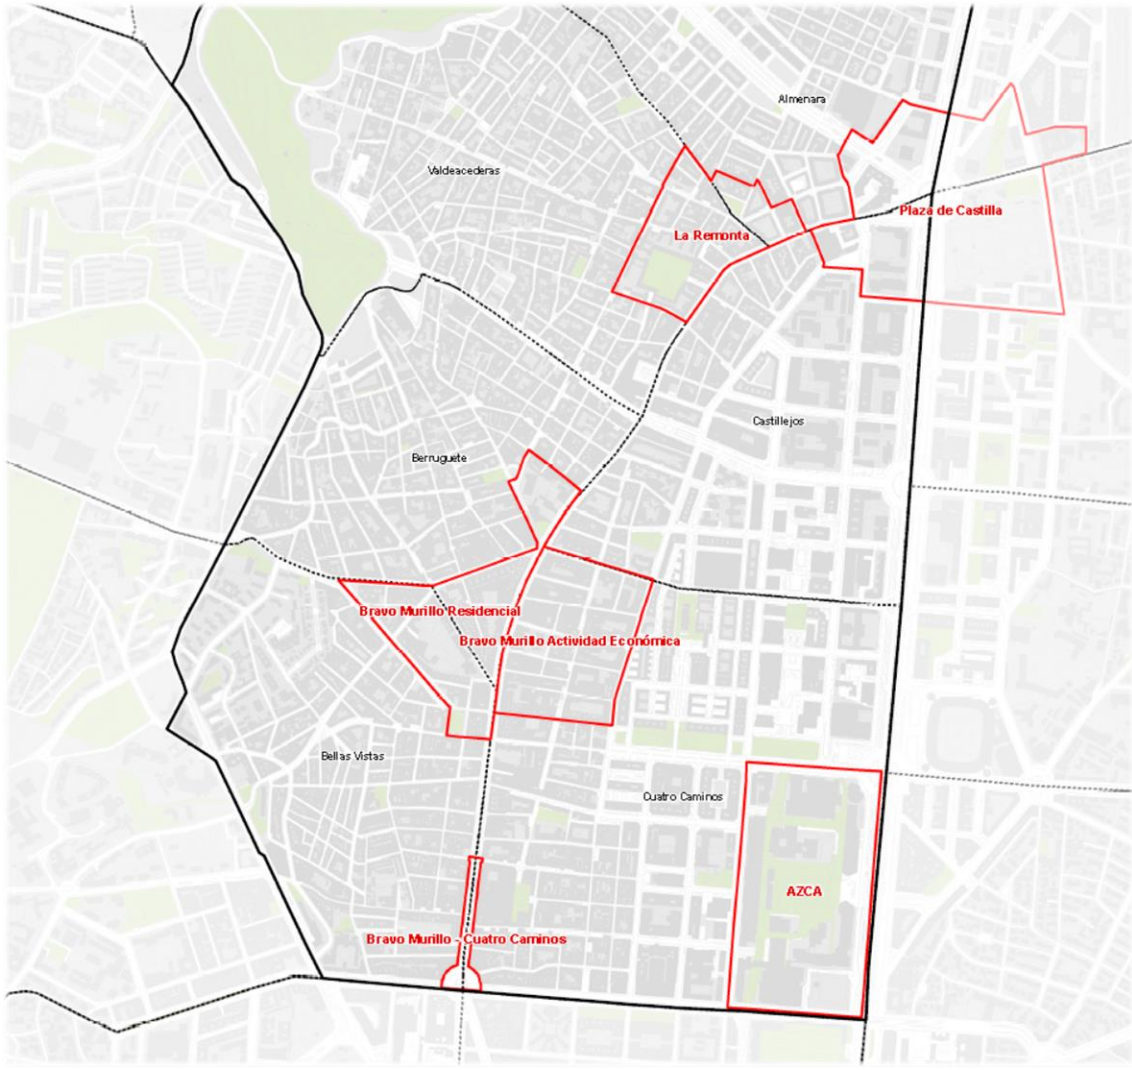 Almenara
Valdeacederas
Plaza de Castilla
La Remonta
Castillejos
Berruguete
Bravo Murillo Residencial
Bravo Murillo Actividad Económica
Bellas Vistas
Cuatro Caminos
AZCA
Bravo Murillo - Cuatro Caminos